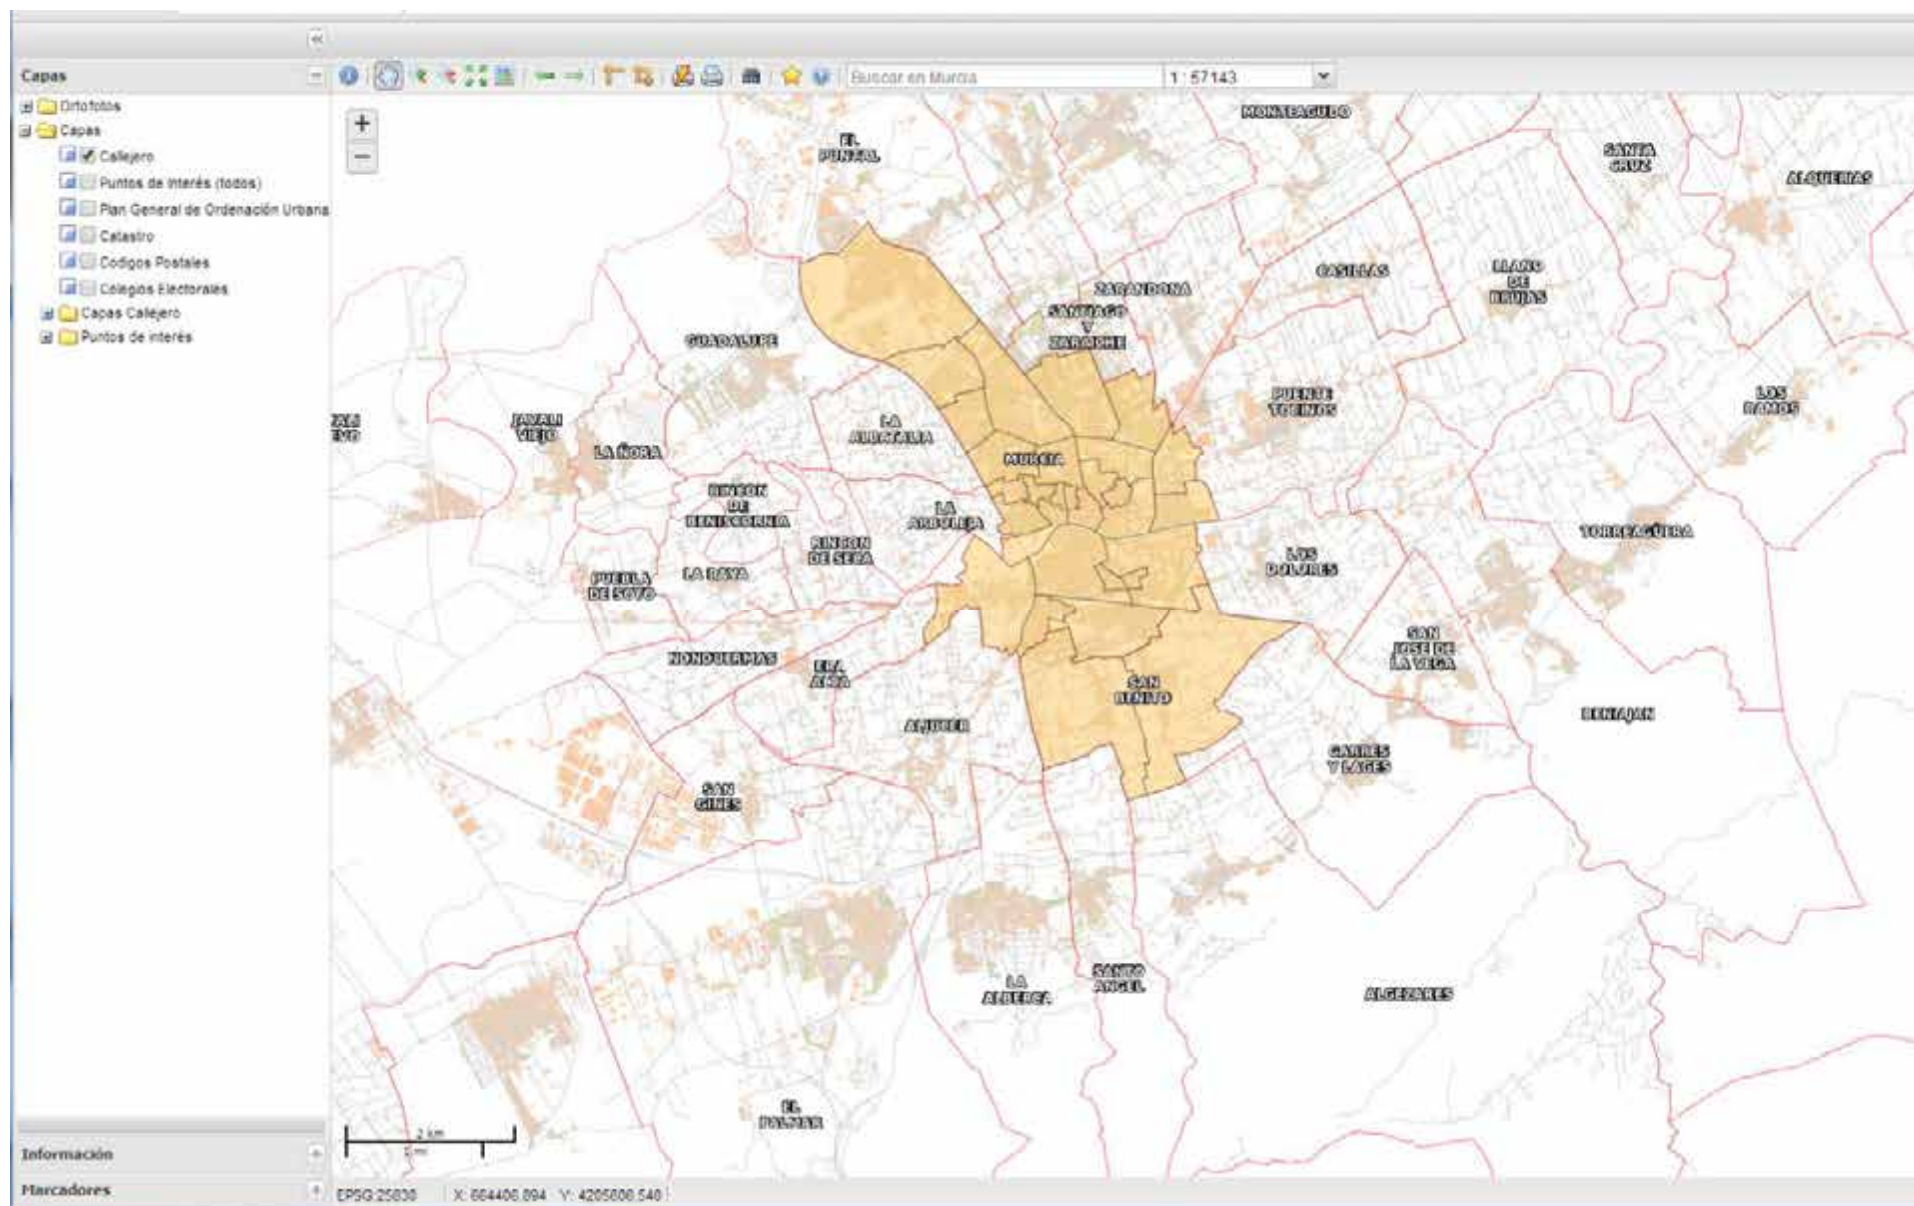 Capas
Ortofotos
Capas
Callejero
Puntos de Interés (todos)
Plan General de Ordenación Urbana
Catastro
Codigos Postales
Colegios Electorales
Capas Callejero
Puntos de interés
Información
Marcadores
Buscar en Murcia
1 : 57143
+
−
MONTEAGUDO
EL
PUNTAL
SANTA
CRUZ
ALQUERIAS
ZARANDONA
CASILLAS
LLANO
DE
BRUJAS
SANTIAGO
Y
ZARAICHE
GUADALUPE
PUENTE
TOCINOS
LOS
RAMOS
JAVALI
VIEJO
LA
ALBATALIA
LA ÑORA
MURCIA
RINCON
DE
BENISCORNIA
LA
ARBOLEJA
RINCON
DE SECA
TORREAGÜERA
LOS
DOLORES
PUEBLA
DE SOTO
LA RAYA
NONDUERMAS
ERA
ALTA
SAN
JOSE DE
LA VEGA
SAN
BENITO
BENIAJAN
ALJUCER
GARRES
Y LAGES
SAN
GINES
LA
ALBERCA
SANTO
ANGEL
ALGEZARES
EL
PALMAR
2 km
EPSG:25830
X: 664406.894 Y: 4205808.540